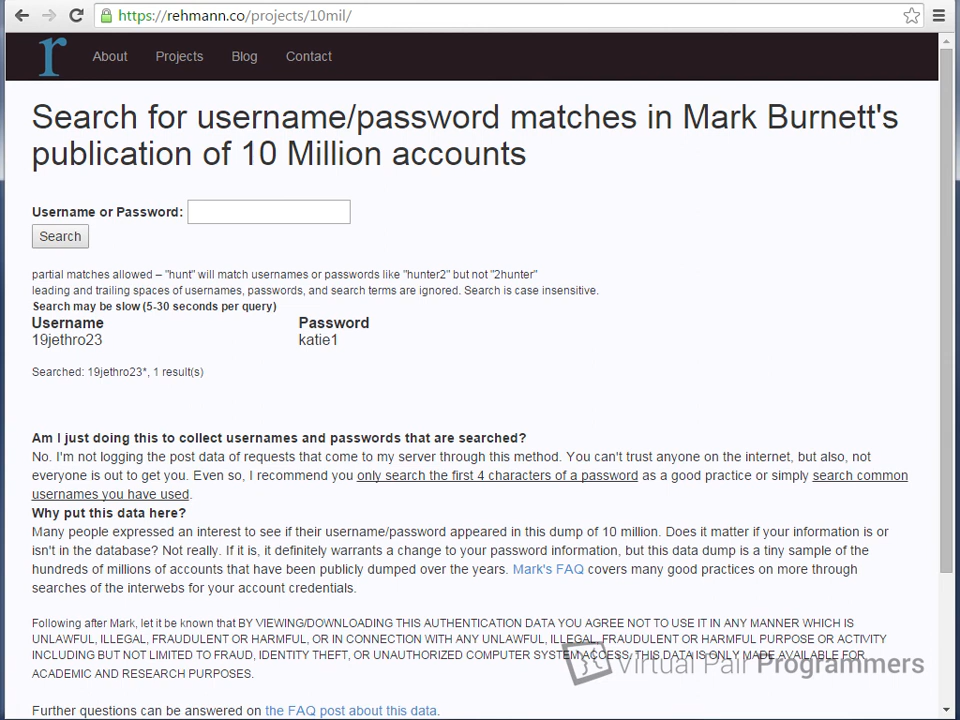 https://rehmann.co/projects/10mil/
r About Projects Blog Contact
Search for username/password matches in Mark Burnett's
publication of 10 Million accounts
Username or Password:
Search
partial matches allowed – "hunt" will match usernames or passwords like "hunter2" but not "2hunter"
leading and trailing spaces of usernames, passwords, and search terms are ignored. Search is case insensitive.
Search may be slow (5-30 seconds per query)
Username Password
19jethro23 katie1
Searched: 19jethro23*, 1 result(s)
Am I just doing this to collect usernames and passwords that are searched?
No. I'm not logging the post data of requests that come to my server through this method. You can't trust anyone on the internet, but also, not
everyone is out to get you. Even so, I recommend you only search the first 4 characters of a password as a good practice or simply search common
usernames you have used.
Why put this data here?
Many people expressed an interest to see if their username/password appeared in this dump of 10 million. Does it matter if your information is or
isn't in the database? Not really. If it is, it definitely warrants a change to your password information, but this data dump is a tiny sample of the
hundreds of millions of accounts that have been publicly dumped over the years. Mark's FAQ covers many good practices on more through
searches of the interwebs for your account credentials.
Following after Mark, let it be known that BY VIEWING/DOWNLOADING THIS AUTHENTICATION DATA YOU AGREE NOT TO USE IT IN ANY MANNER WHICH IS
UNLAWFUL, ILLEGAL, FRAUDULENT OR HARMFUL, OR IN CONNECTION WITH ANY UNLAWFUL, ILLEGAL, FRAUDULENT OR HARMFUL PURPOSE OR ACTIVITY
INCLUDING BUT NOT LIMITED TO FRAUD, IDENTITY THEFT, OR UNAUTHORIZED COMPUTER SYSTEM ACCESS. THIS DATA IS ONLY MADE AVAILABLE FOR
ACADEMIC AND RESEARCH PURPOSES.
Virtual Pair Programmers
Further questions can be answered on the FAQ post about this data.